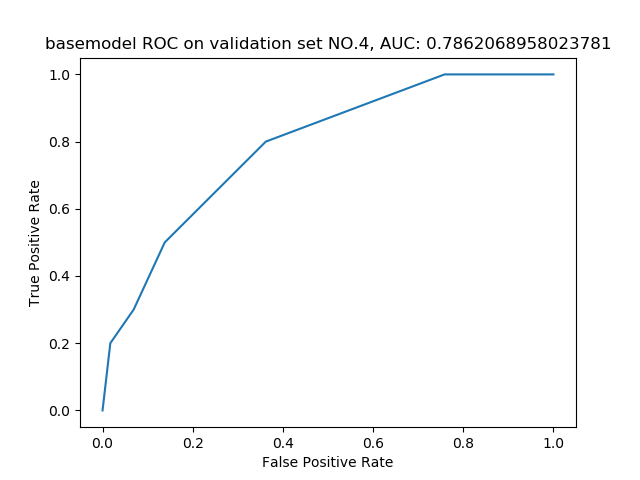 basemodel ROC on validation set NO.4, AUC: 0.7862068958023781
1.0
0.8
0.6
0.4
0.2
0.0
True Positive Rate
0.0 0.2 0.4 0.6 0.8 1.0
False Positive Rate